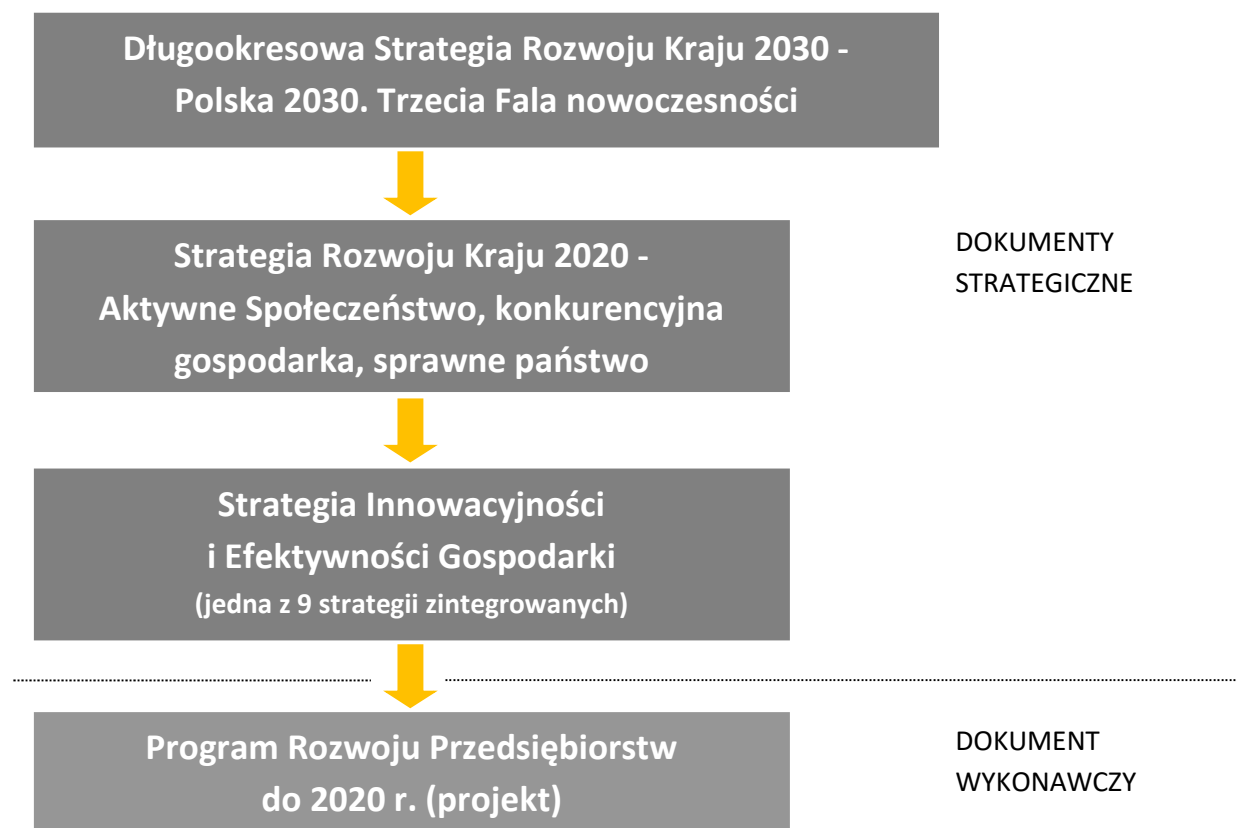 Długookresowa Strategia Rozwoju Kraju 2030 -
Polska 2030. Trzecia Fala nowoczesności
Strategia Rozwoju Kraju 2020 -
Aktywne Społeczeństwo, konkurencyjna
gospodarka, sprawne państwo
DOKUMENTY
STRATEGICZNE
Strategia Innowacyjności
i Efektywności Gospodarki
(jedna z 9 strategii zintegrowanych)
Program Rozwoju Przedsiębiorstw
do 2020 r. (projekt)
DOKUMENT
WYKONAWCZY